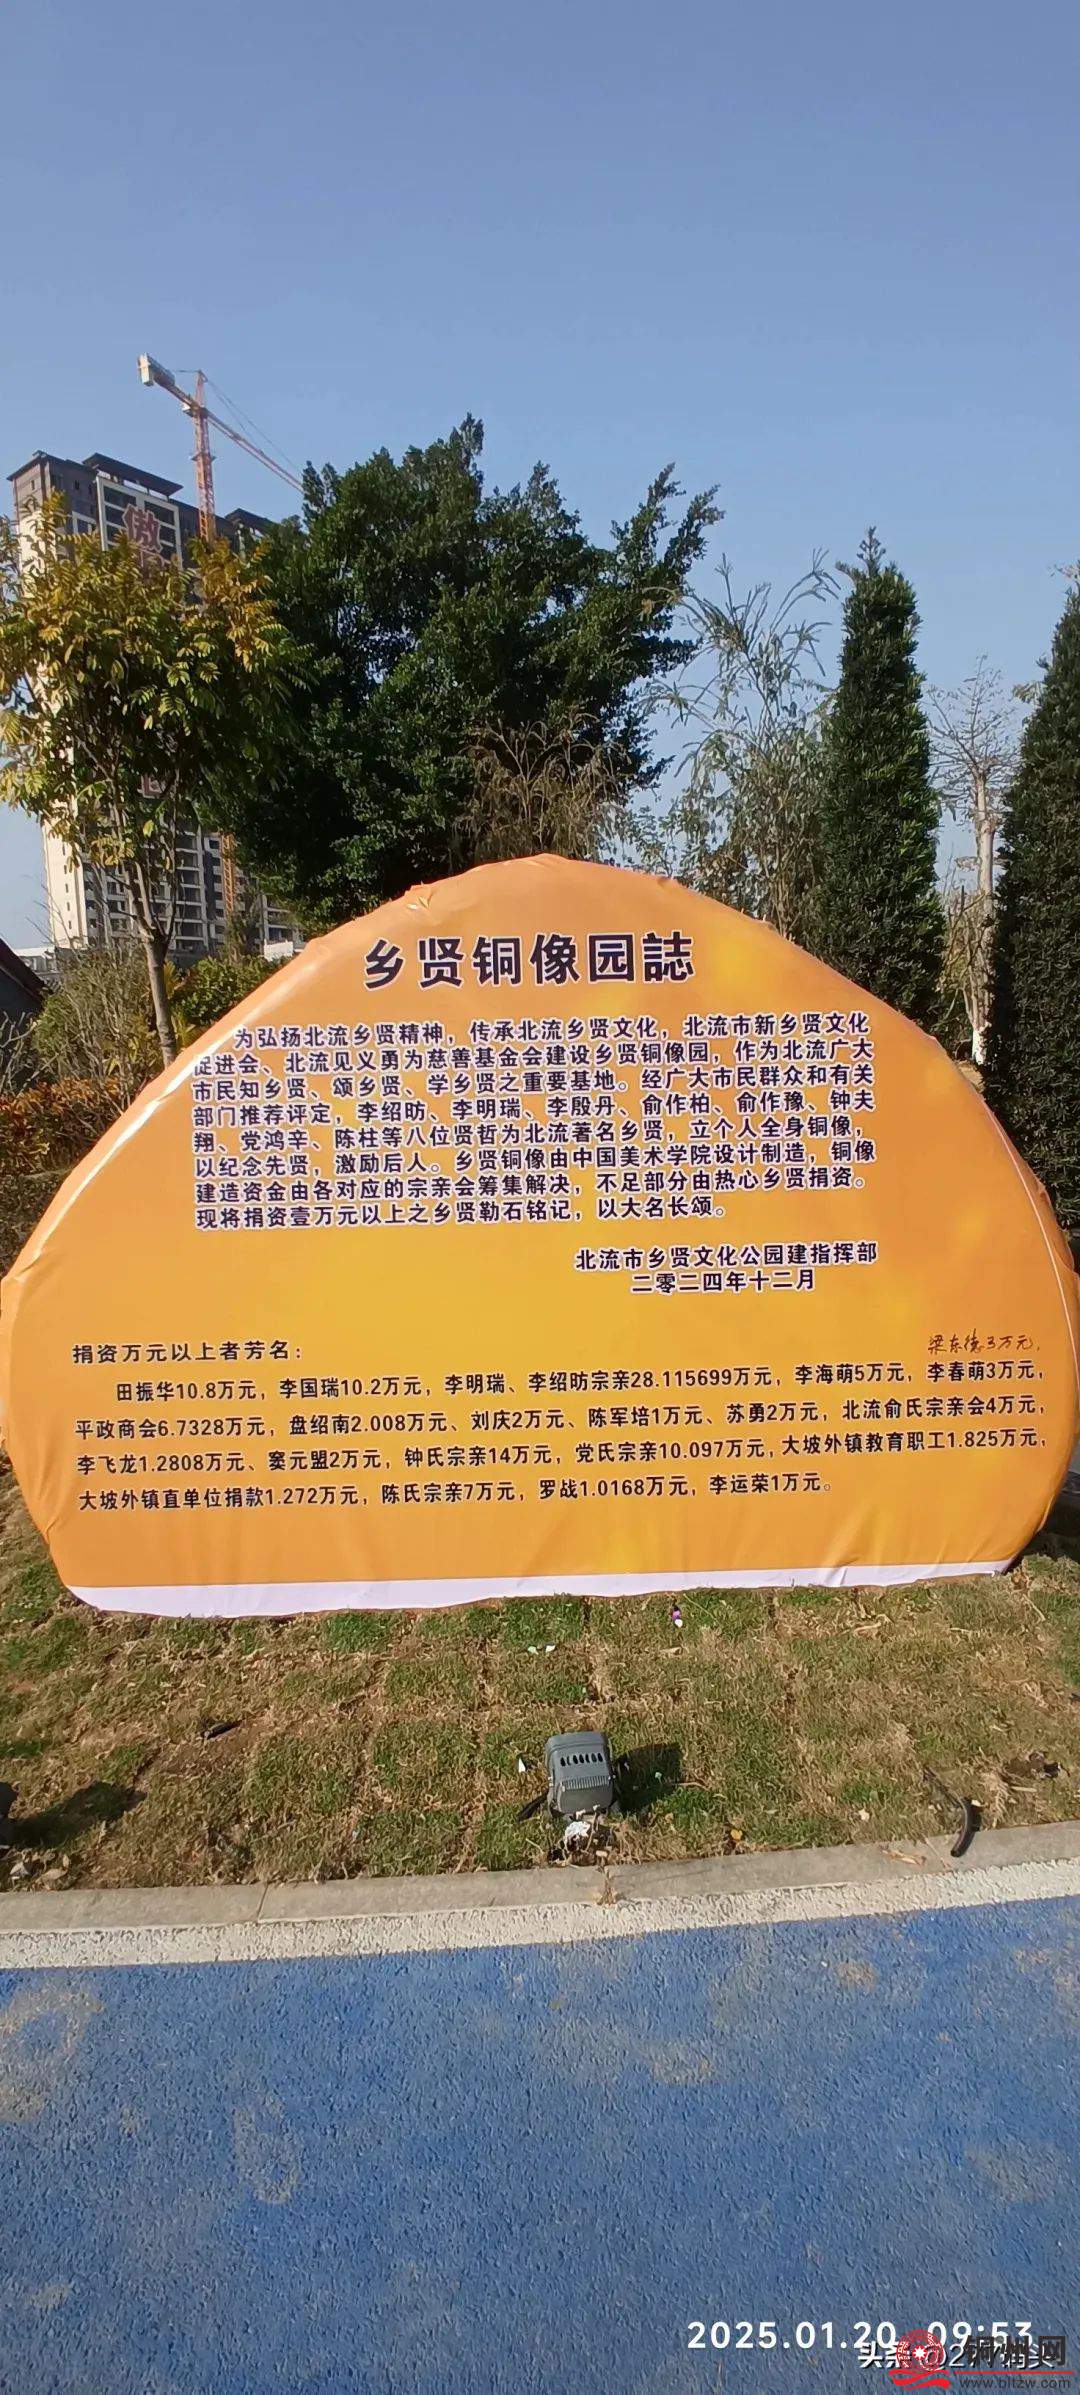 傲
乡贤铜像园誌
为弘扬北流乡贤精神，传承北流乡贤文化，北流市新乡贤文化
促进会、北流见义勇为慈善基金会建设乡贤铜像园，作为北流广大
市民知乡贤、颂乡贤、学乡贤之重要基地。经广大市民群众和有关
部门推荐评定，李绍昉、李明瑞、李殷丹、俞作柏、俞作豫、钟夫
翔、党鸿辛、陈柱等八位贤哲为北流著名乡贤，立个人全身铜像，
以纪念先贤，激励后人。乡贤铜像由中国美术学院设计制造，铜像
建造资金由各对应的宗亲会筹集解决，不足部分由热心乡贤捐资。
现将捐资壹万元以上之乡贤勒石铭记，以大名长颂。
北流市乡贤文化公园建指挥部
二零二四年十二月
捐资万元以上者芳名：
梁东德3万元，
田振华10.8万元，李国瑞10.2万元，李明瑞、李绍昉宗亲28.115699万元，李海萌5万元，李春萌3万元，
平政商会6.7328万元，盘绍南2.008万元、刘庆2万元、陈军培1万元、苏勇2万元，北流俞氏宗亲会4万元，
李飞龙1.2808万元、窦元盟2万元，钟氏宗亲14万元，党氏宗亲10.097万元，大坡外镇教育职工1.825万元，
大坡外镇直单位捐款1.272万元，陈氏宗亲7万元，罗战1.0168万元，李运荣1万元。
2025.01.20 09:53
头条
铜州网
www.bltzw.com